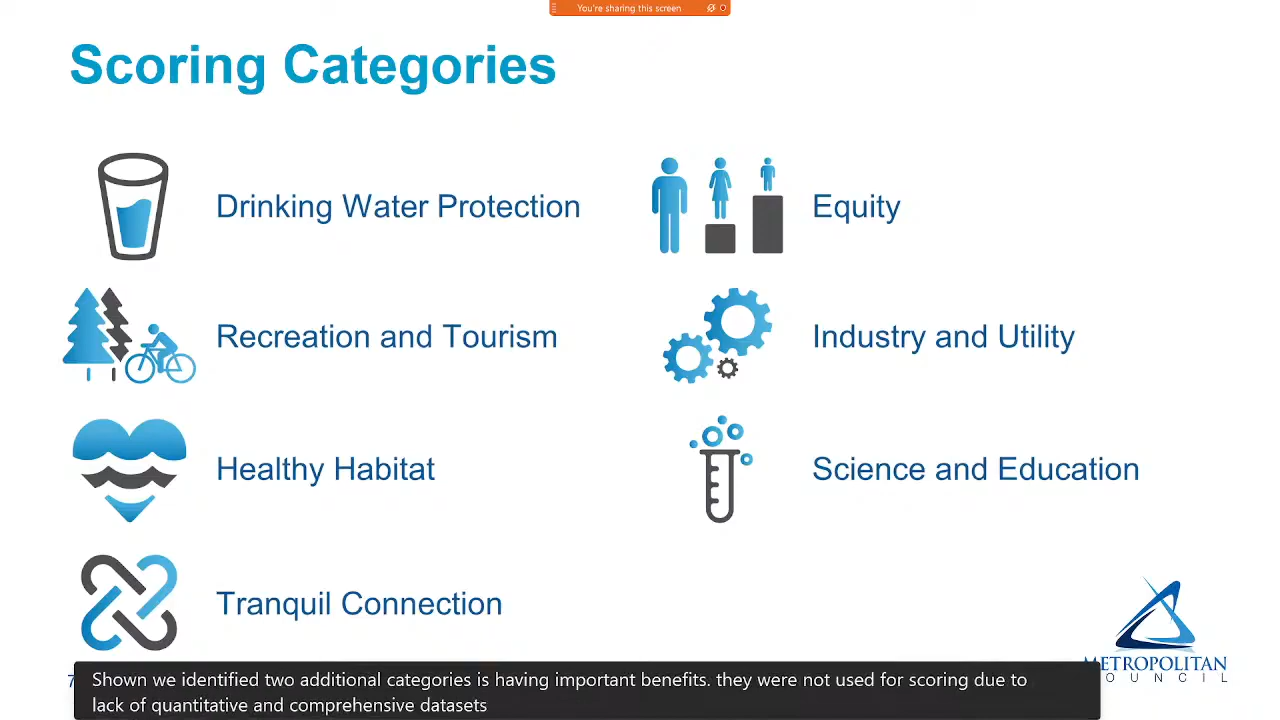 You're sharing this screen
Scoring Categories
Drinking Water Protection
Equity
Recreation and Tourism
Industry and Utility
Healthy Habitat
Science and Education
Tranquil Connection
METROPOLITAN
COUNCIL
7
Shown we identified two additional categories is having important benefits. they were not used for scoring due to
lack of quantitative and comprehensive datasets